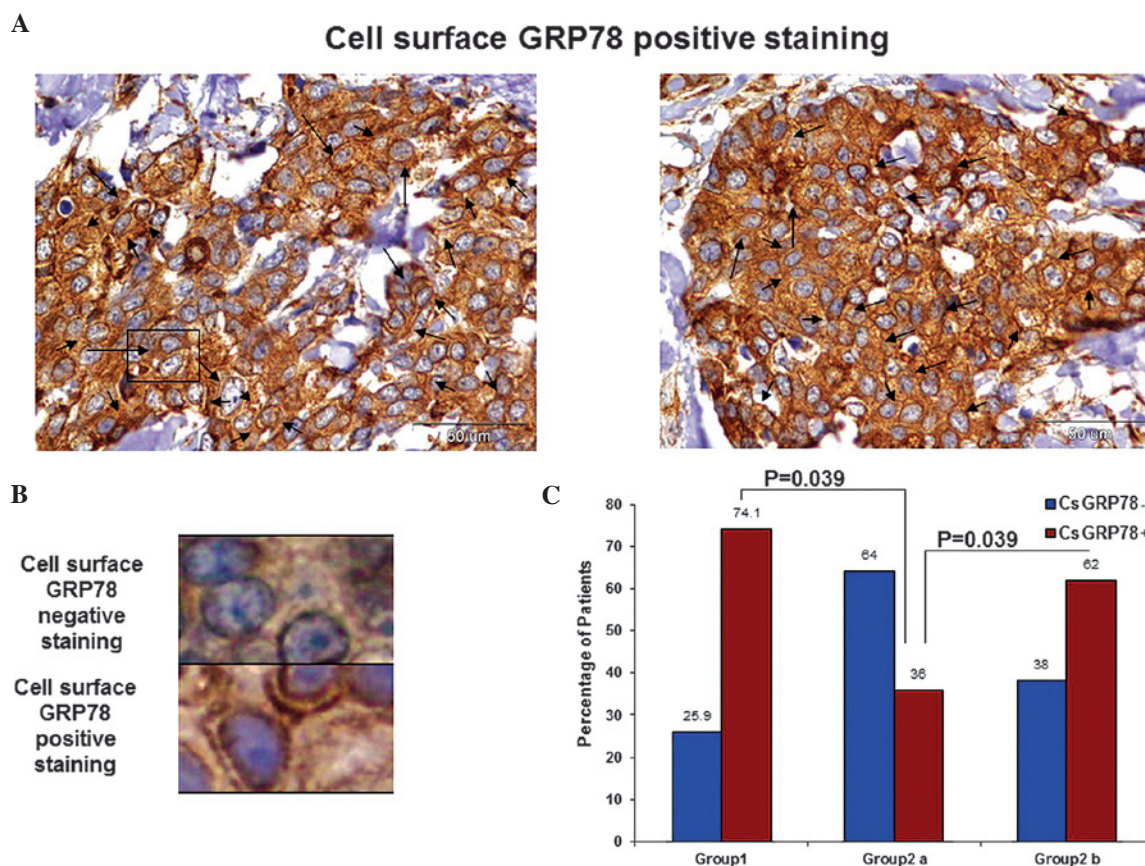 A
Cell surface GRP78 positive staining
50 um
50 um
B
Cell surface
GRP78
negative
staining
Cell surface
GRP78
positive
staining
C
P=0.039
CsGRP78-
CsGRP78+
P=0.039
Percentage of Patients
80
70
60
50
40
30
20
10
0
25.9
74.1
64
36
38
62
Group1
Group2 a
Group2 b